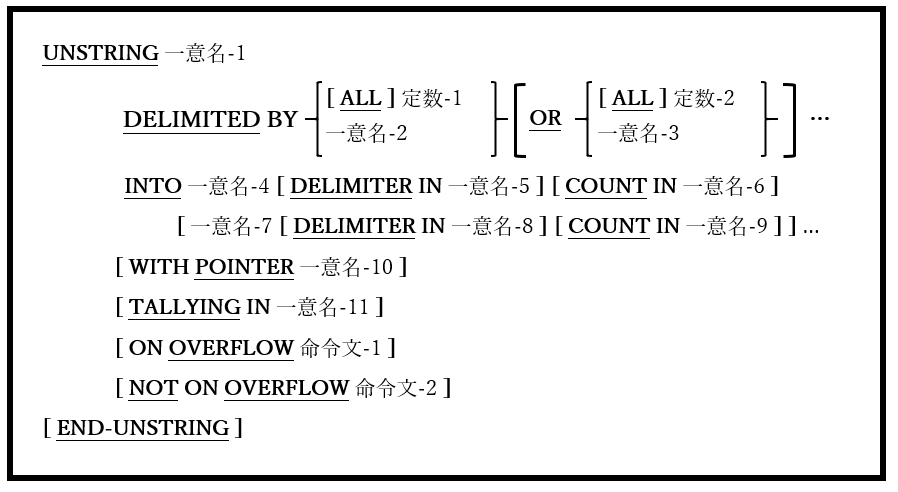 UNSTRING 一意名-1
[ ALL ] 定数-1 [ ALL ] 定数-2
DELIMITED BY { } [ OR { } ] …
一意名-2 一意名-3
INTO 一意名-4 [ DELIMITER IN 一意名-5 ] [ COUNT IN 一意名-6 ]
[ 一意名-7 [ DELIMITER IN 一意名-8 ] [ COUNT IN 一意名-9 ] ] ...
[ WITH POINTER 一意名-10 ]
[ TALLYING IN 一意名-11 ]
[ ON OVERFLOW 命令文-1 ]
[ NOT ON OVERFLOW 命令文-2 ]
[ END-UNSTRING ]